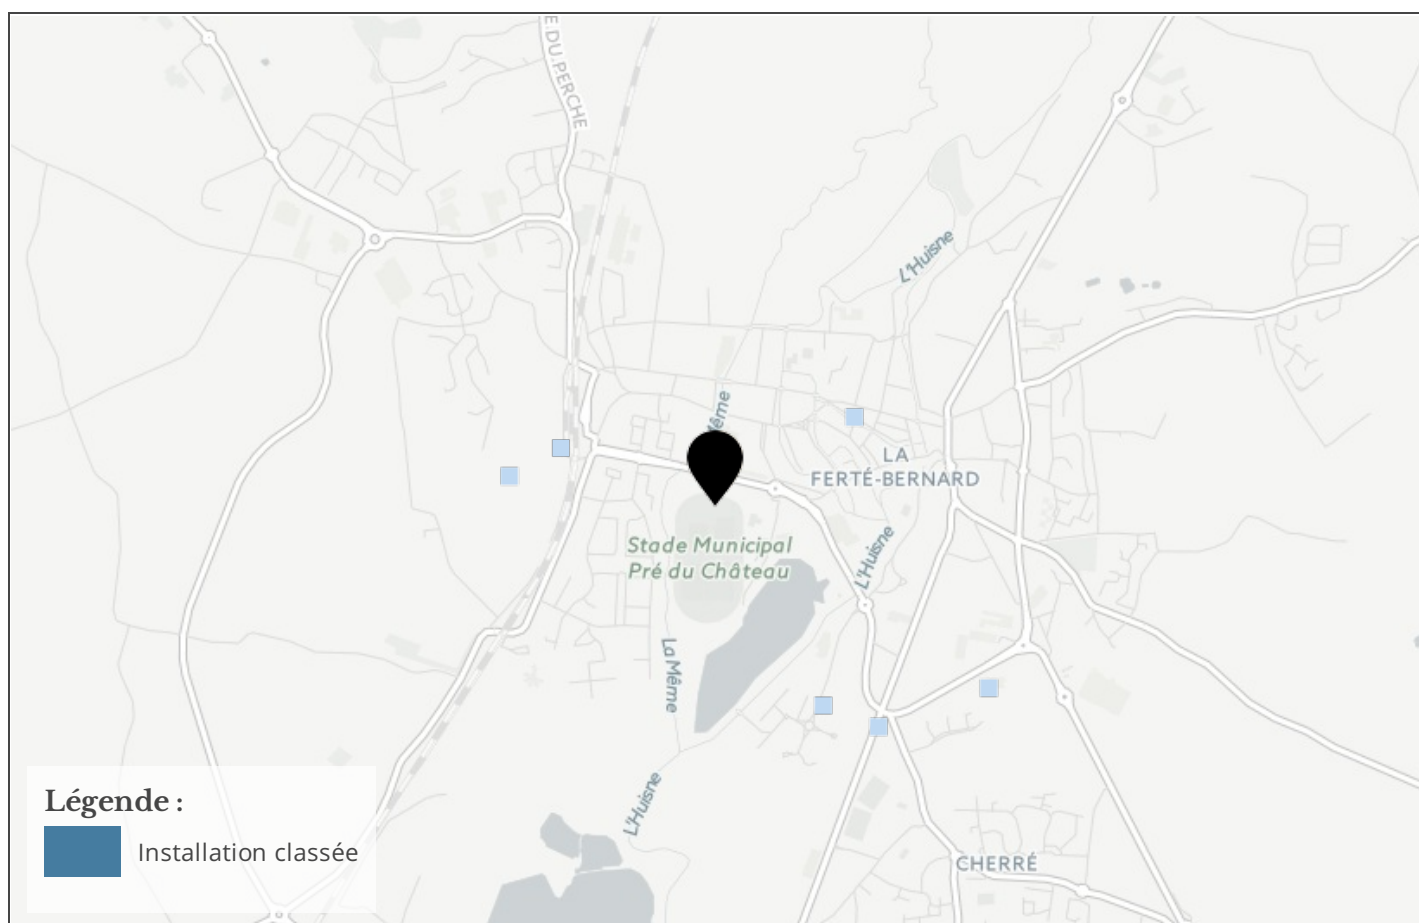 E.DU.PERCHE
L'Huisne
ême
LA
FERTÉ-BERNARD
Stade Municipal
Pré du Château
L'Huisne
La Même
L'Huisne
Légende :
Installation classée
CHERRÉ